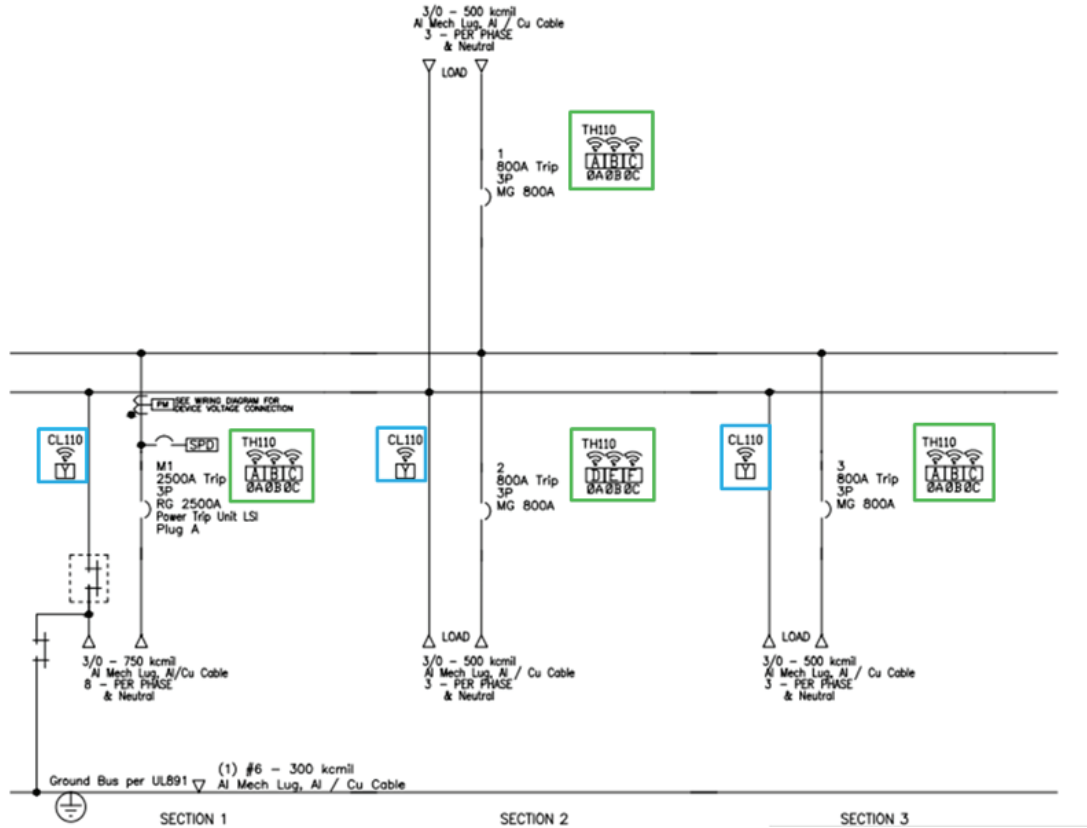 3/0 - 500 kcmil
Al Mech Lug, Al / Cu Cable
3 - PER PHASE
& Neutral
LOAD
TH110
A B C
ØA ØB ØC
1
800A Trip
3P
MG 800A
PM
SEE WIRING DIAGRAM FOR
DEVICE VOLTAGE CONNECTION
CL110
Y
SPD
TH110
A B C
ØA ØB ØC
M1
2500A Trip
3P
RG 2500A
Power Trip Unit LSI
Plug A
CL110
Y
TH110
D E F
ØA ØB ØC
2
800A Trip
3P
MG 800A
CL110
Y
TH110
A B C
ØA ØB ØC
3
800A Trip
3P
MG 800A
3/0 - 750 kcmil
Al Mech Lug, Al/Cu Cable
8 - PER PHASE
& Neutral
LOAD
3/0 - 500 kcmil
Al Mech Lug, Al / Cu Cable
3 - PER PHASE
& Neutral
LOAD
3/0 - 500 kcmil
Al Mech Lug, Al / Cu Cable
3 - PER PHASE
& Neutral
Ground Bus per UL891
(1) #6 - 300 kcmil
Al Mech Lug, Al / Cu Cable
SECTION 1
SECTION 2
SECTION 3